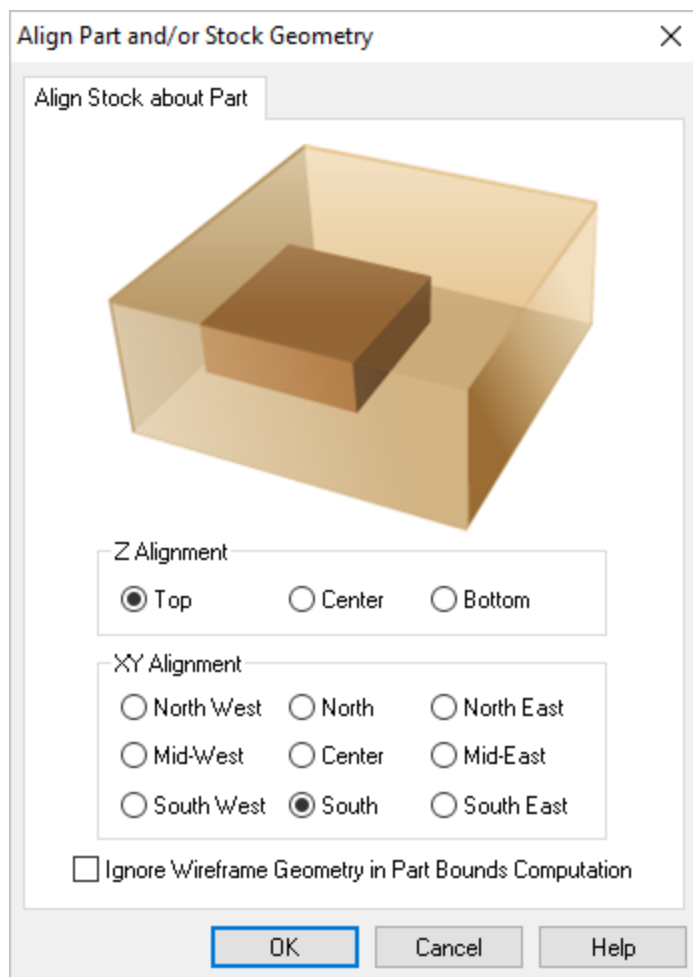 Align Part and/or Stock Geometry
Align Stock about Part
Z Alignment
Top Center Bottom
XY Alignment
North West North North East
Mid-West Center Mid-East
South West South South East
Ignore Wireframe Geometry in Part Bounds Computation
OK Cancel Help